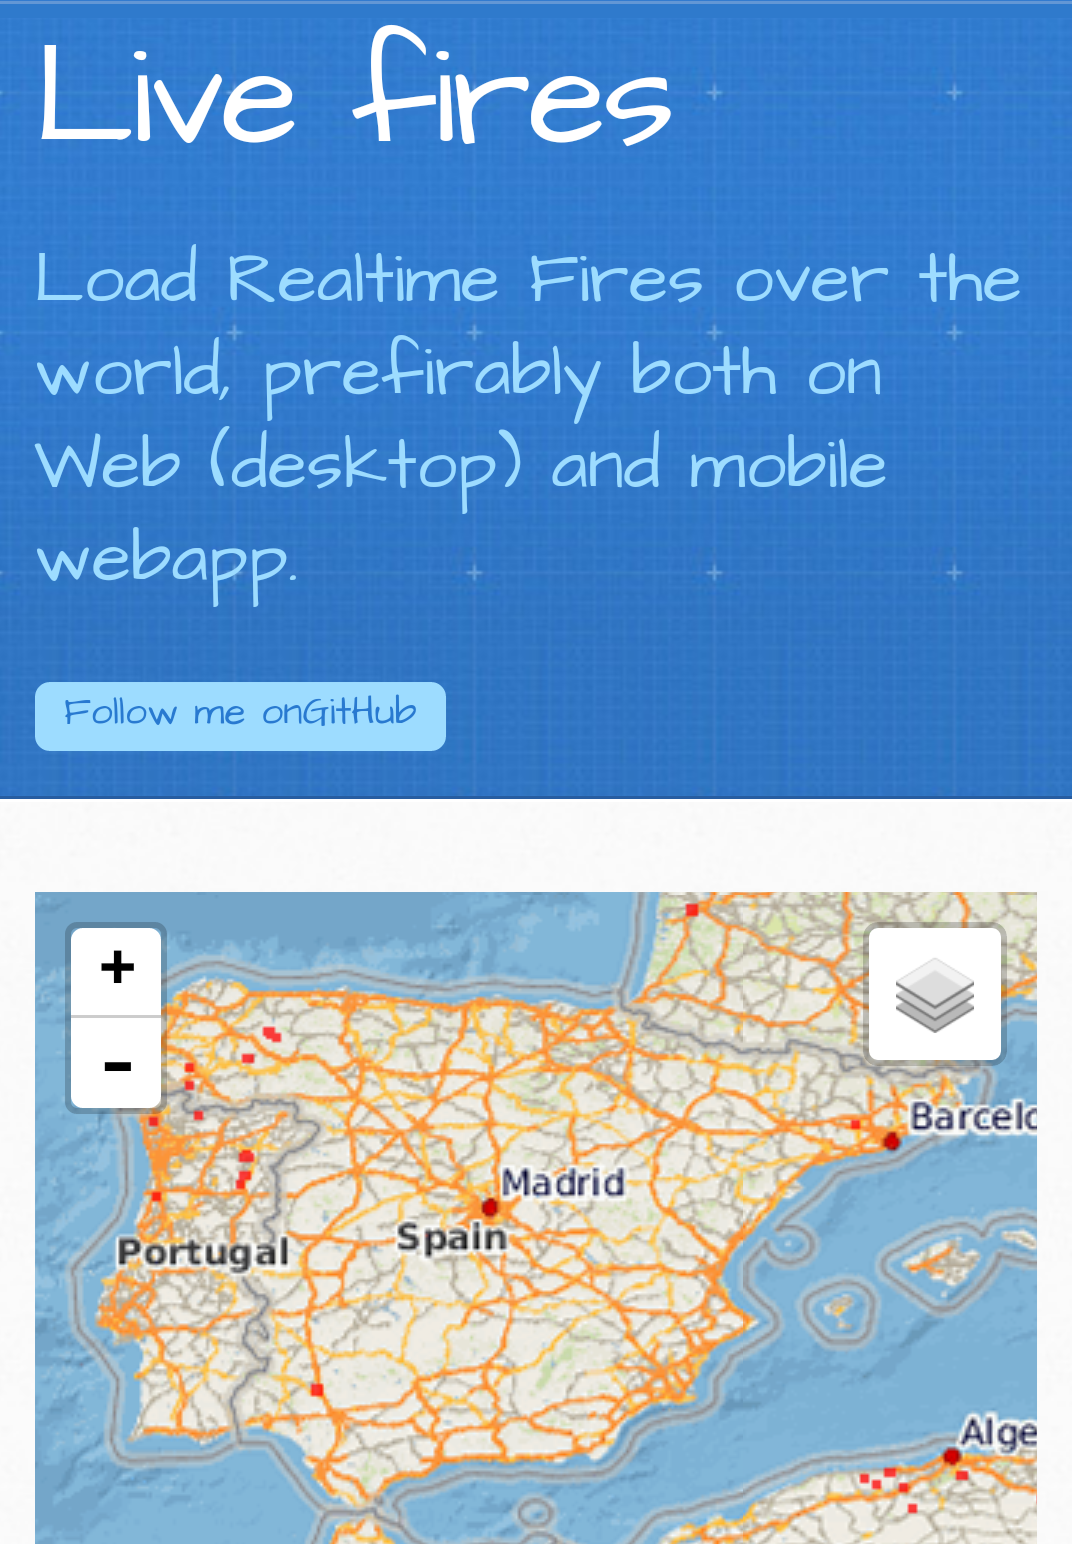 Live fires
Load Realtime Fires over the
world, prefirably both on
Web (desktop) and mobile
webapp.
Follow me onGitHub
+
-
Barcelo
Madrid
Spain
Portugal
Alge